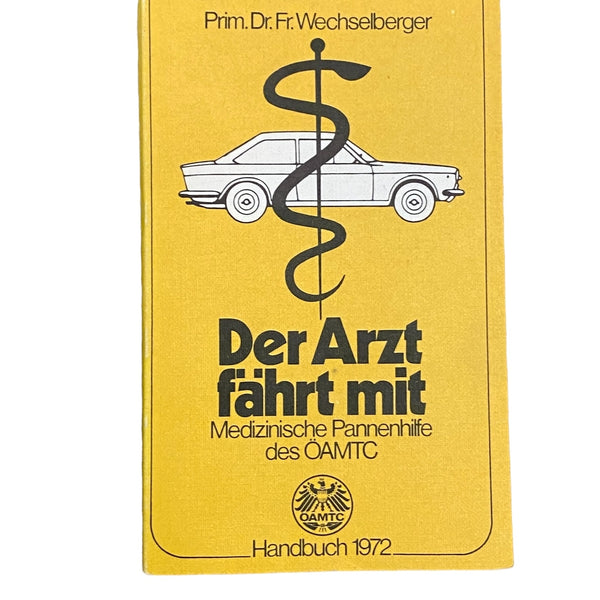 Prim.Dr.Fr.Wechselberger
Der Arzt
fährt mit
Medizinische Pannenhilfe
des ÖAMTC
ÖAMTC
Handbuch 1972